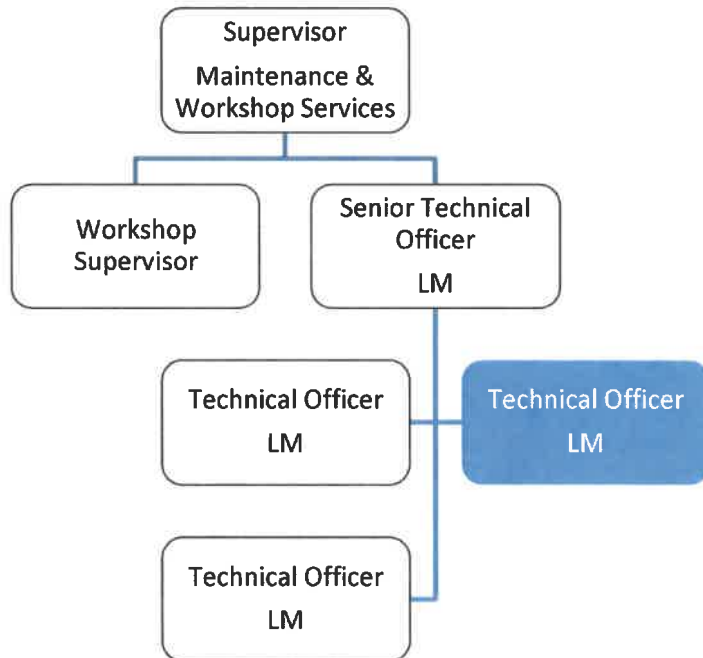 Supervisor
Maintenance &
Workshop Services
Workshop
Supervisor
Senior Technical
Officer
LM
Technical Officer
LM
Technical Officer
LM
Technical Officer
LM